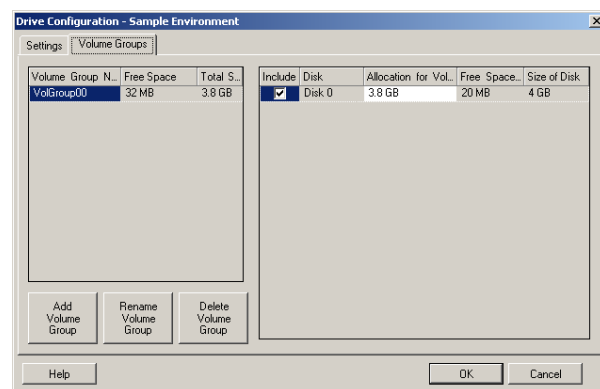 Drive Configuration - Sample Environment
Settings Volume Groups
Volume Group N... Free Space Total S... Include Disk Allocation for Vol... Free Space... Size of Disk
VolGroup00 32 MB 3.8 GB Disk 0 3.8 GB 20 MB 4 GB
Add Rename Delete
Volume Volume Volume
Group Group Group
Help OK Cancel